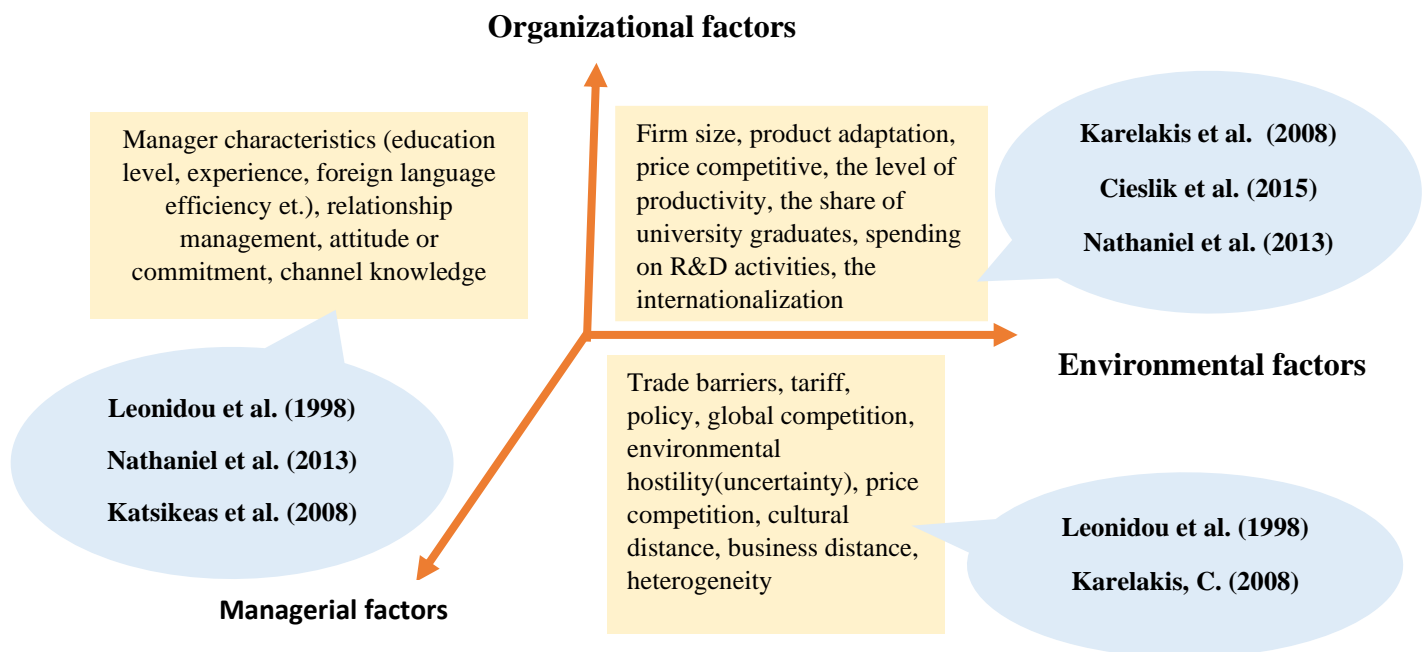 Organizational factors
Manager characteristics (education
level, experience, foreign language
efficiency et.), relationship
management, attitude or
commitment, channel knowledge
Firm size, product adaptation,
price competitive, the level of
productivity, the share of
university graduates, spending
on R&D activities, the
internationalization
Karelakis et al.  (2008)
Cieslik et al. (2015)
Nathaniel et al. (2013)
Environmental factors
Leonidou et al. (1998)
Nathaniel et al. (2013)
Katsikeas et al. (2008)
Trade barriers, tariff,
policy, global competition,
environmental
hostility(uncertainty), price
competition, cultural
distance, business distance,
heterogeneity
Leonidou et al. (1998)
Karelakis, C. (2008)
Managerial factors